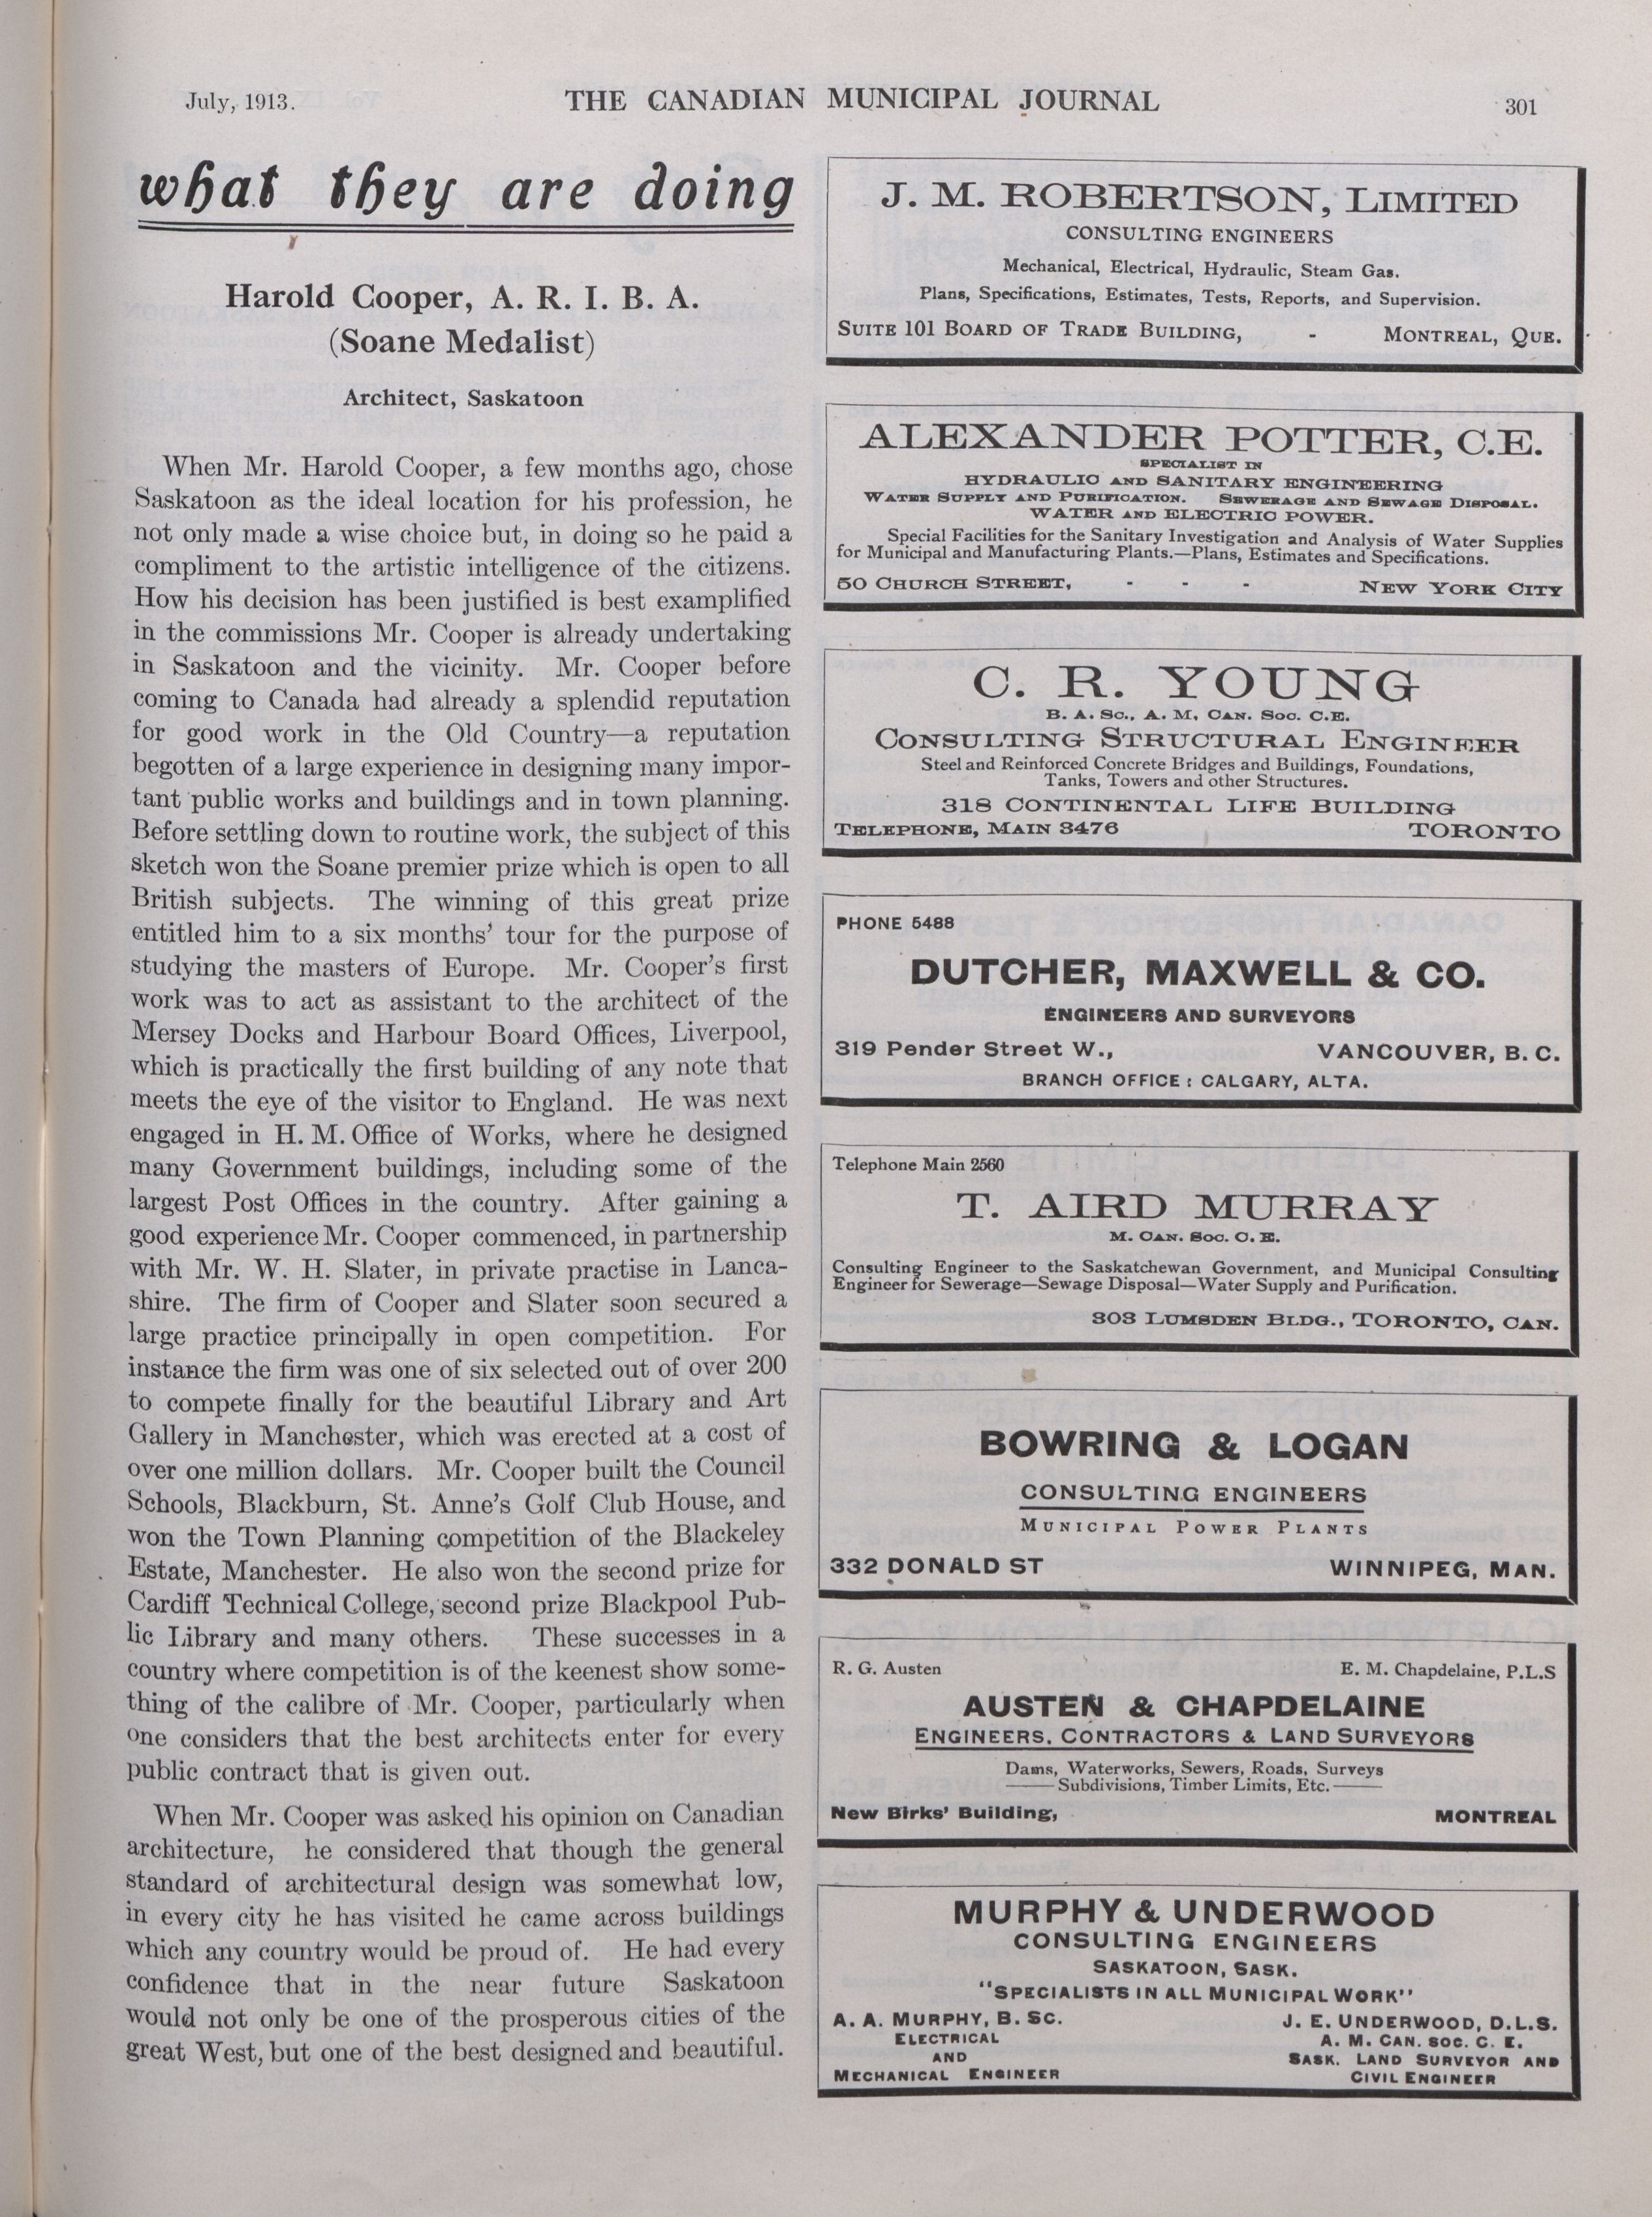 July, 1913.
THE CANADIAN MUNICIPAL JOURNAL
301
what they are doing
Harold Cooper, A. R. I. B. A.
(Soane Medalist)
Architect, Saskatoon
When Mr. Harold Cooper, a few months ago, chose
Saskatoon as the ideal location for his profession, he
not only made a wise choice but, in doing so he paid a
compliment to the artistic intelligence of the citizens.
How his decision has been justified is best examplified
in the commissions Mr. Cooper is already undertaking
in Saskatoon and the vicinity. Mr. Cooper before
coming to Canada had already a splendid reputation
for good work in the Old Country—a reputation
begotten of a large experience in designing many impor-
tant public works and buildings and in town planning.
Before settling down to routine work, the subject of this
sketch won the Soane premier prize which is open to all
British subjects. The winning of this great prize
entitled him to a six months' tour for the purpose of
studying the masters of Europe. Mr. Cooper's first
work was to act as assistant to the architect of the
Mersey Docks and Harbour Board Offices, Liverpool,
which is practically the first building of any note that
meets the eye of the visitor to England. He was next
engaged in H. M. Office of Works, where he designed
many Government buildings, including some of the
largest Post Offices in the country. After gaining a
good experience Mr. Cooper commenced, in partnership
with Mr. W. H. Slater, in private practise in Lanca-
shire. The firm of Cooper and Slater soon secured a
large practice principally in open competition. For
instance the firm was one of six selected out of over 200
to compete finally for the beautiful Library and Art
Gallery in Manchester, which was erected at a cost of
over one million dollars. Mr. Cooper built the Council
Schools, Blackburn, St. Anne's Golf Club House, and
won the Town Planning competition of the Blackeley
Estate, Manchester. He also won the second prize for
Cardiff Technical College, second prize Blackpool Pub-
lic Library and many others. These successes in a
country where competition is of the keenest show some-
thing of the calibre of Mr. Cooper, particularly when
one considers that the best architects enter for every
public contract that is given out.
When Mr. Cooper was asked his opinion on Canadian
architecture, he considered that though the general
standard of architectural design was somewhat low,
in every city he has visited he came across buildings
which any country would be proud of. He had every
confidence that in the near future Saskatoon
would not only be one of the prosperous cities of the
great West, but one of the best designed and beautiful.
J. M. ROBERTSON, LIMITED
CONSULTING ENGINEERS
Mechanical, Electrical, Hydraulic, Steam Gas.
Plans, Specifications, Estimates, Tests, Reports, and Supervision.
SUITE 101 BOARD OF TRADE BUILDING, - MONTREAL, QUE.
ALEXANDER POTTER, C.E.
SPECIALIST IN
HYDRAULIC AND SANITARY ENGINEERING
WATER SUPPLY AND PURIFICATION. SEWERAGE AND SEWAGE DISPOSAL.
WATER AND ELECTRIC POWER.
Special Facilities for the Sanitary Investigation and Analysis of Water Supplies
for Municipal and Manufacturing Plants.—Plans, Estimates and Specifications.
50 CHURCH STREET, - - - NEW YORK CITY
C. R. YOUNG
B. A. SC., A. M, CAN. SOC. C.E.
CONSULTING STRUCTURAL ENGINEER
Steel and Reinforced Concrete Bridges and Buildings, Foundations,
Tanks, Towers and other Structures.
318 CONTINENTAL LIFE BUILDING
TELEPHONE, MAIN 3476 TORONTO
PHONE 5488
DUTCHER, MAXWELL & CO.
ENGINEERS AND SURVEYORS
319 Pender Street W., VANCOUVER, B. C.
BRANCH OFFICE : CALGARY, ALTA.
Telephone Main 2560
T. AIRD MURRAY
M. CAN. SOC. C. E.
Consulting Engineer to the Saskatchewan Government, and Municipal Consulting
Engineer for Sewerage—Sewage Disposal—Water Supply and Purification.
303 LUMSDEN BLDG., TORONTO, CAN.
BOWRING & LOGAN
CONSULTING ENGINEERS
MUNICIPAL POWER PLANTS
332 DONALD ST WINNIPEG, MAN.
R. G. Austen E. M. Chapdelaine, P.L.S
AUSTEN & CHAPDELAINE
ENGINEERS, CONTRACTORS & LAND SURVEYORS
Dams, Waterworks, Sewers, Roads, Surveys
Subdivisions, Timber Limits, Etc.
New Birks' Building, MONTREAL
MURPHY & UNDERWOOD
CONSULTING ENGINEERS
SASKATOON, SASK.
"SPECIALISTS IN ALL MUNICIPAL WORK"
A. A. MURPHY, B. SC. J. E. UNDERWOOD, D.L.S.
ELECTRICAL A. M. CAN. SOC. C. E.
AND SASK. LAND SURVEYOR AND
MECHANICAL ENGINEER CIVIL ENGINEER